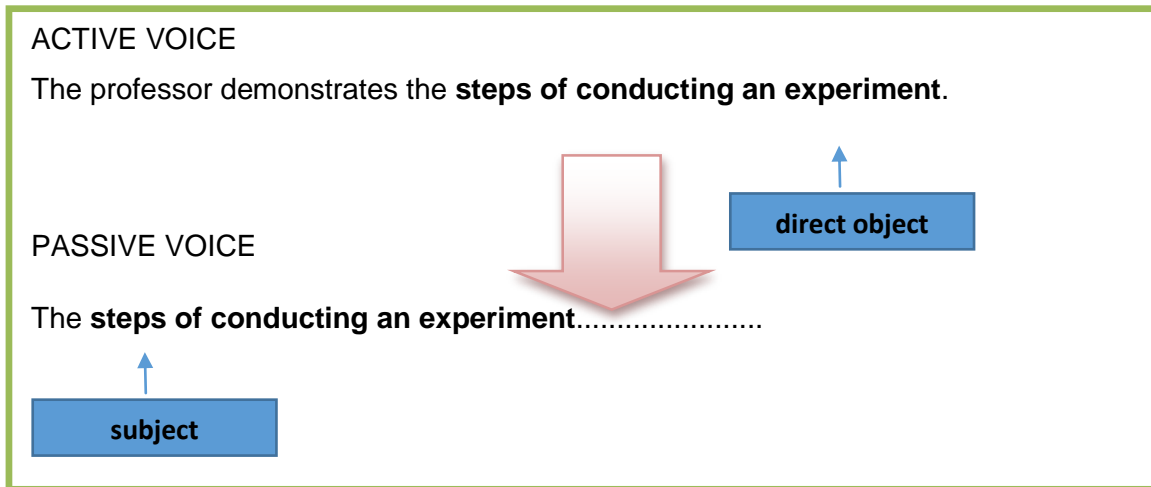 ACTIVE VOICE
The professor demonstrates the steps of conducting an experiment.
direct object
PASSIVE VOICE
The steps of conducting an experiment.......................
subject